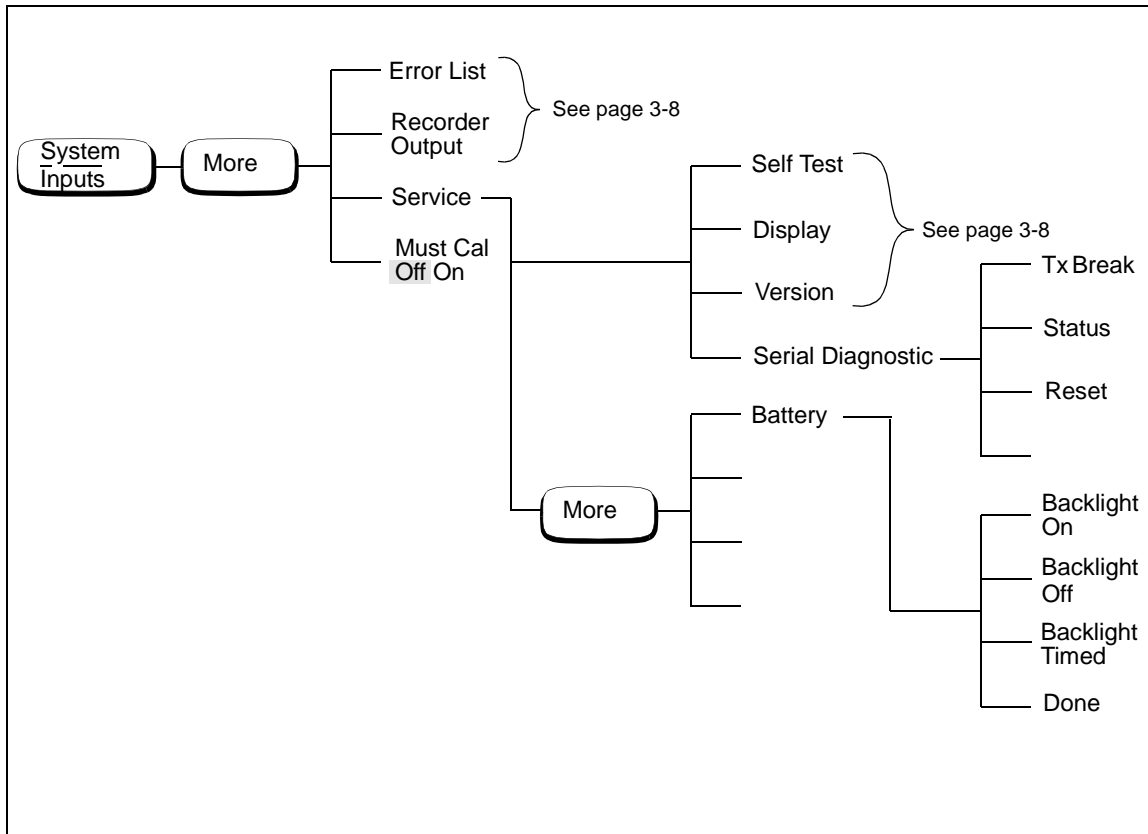 System
Inputs
More
Error List
Recorder
Output
See page 3-8
Service
Must Cal
Off On
Self Test
Display
Version
See page 3-8
Serial Diagnostic
Tx Break
Status
Reset
More
Battery
Backlight
On
Backlight
Off
Backlight
Timed
Done